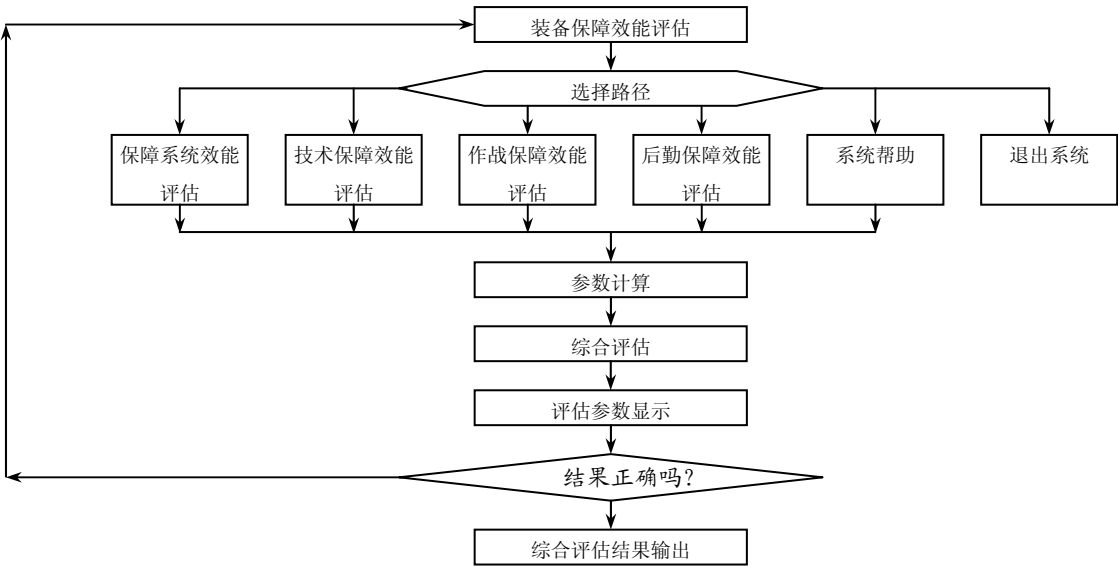 装备保障效能评估
选择路径
保障系统效能
评估
技术保障效能
评估
作战保障效能
评估
后勤保障效能
评估
系统帮助
退出系统
参数计算
综合评估
评估参数显示
结果正确吗?
综合评估结果输出